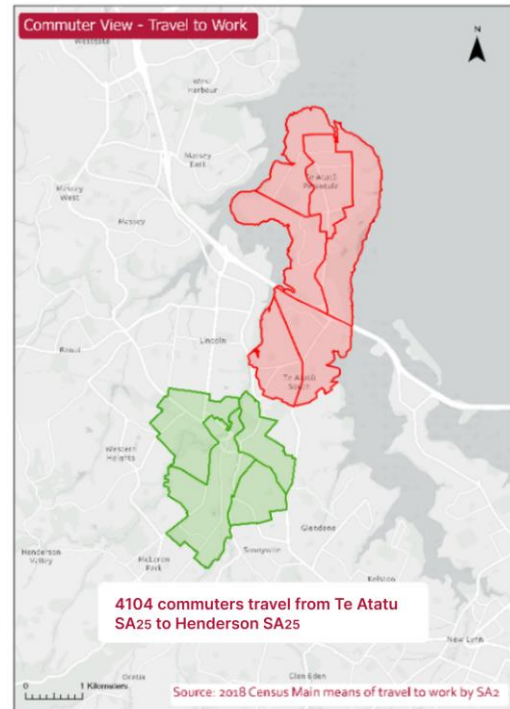 Commuter View - Travel to Work
N
West
Harbour
Massey
East
Te Atatū
Peninsula
Massey
West
Massey
Lincoln
Ranui
Te Atatū
South
Western
Heights
Glendene
Henderson
Valley
Sunnyvale
McLaren
Park
Kelston
4104 commuters travel from Te Atatu
SA25 to Henderson SA25
New Lynn
Oratia
Glen Eden
0 1 Kilometers
Source: 2018 Census Main means of travel to work by SA2